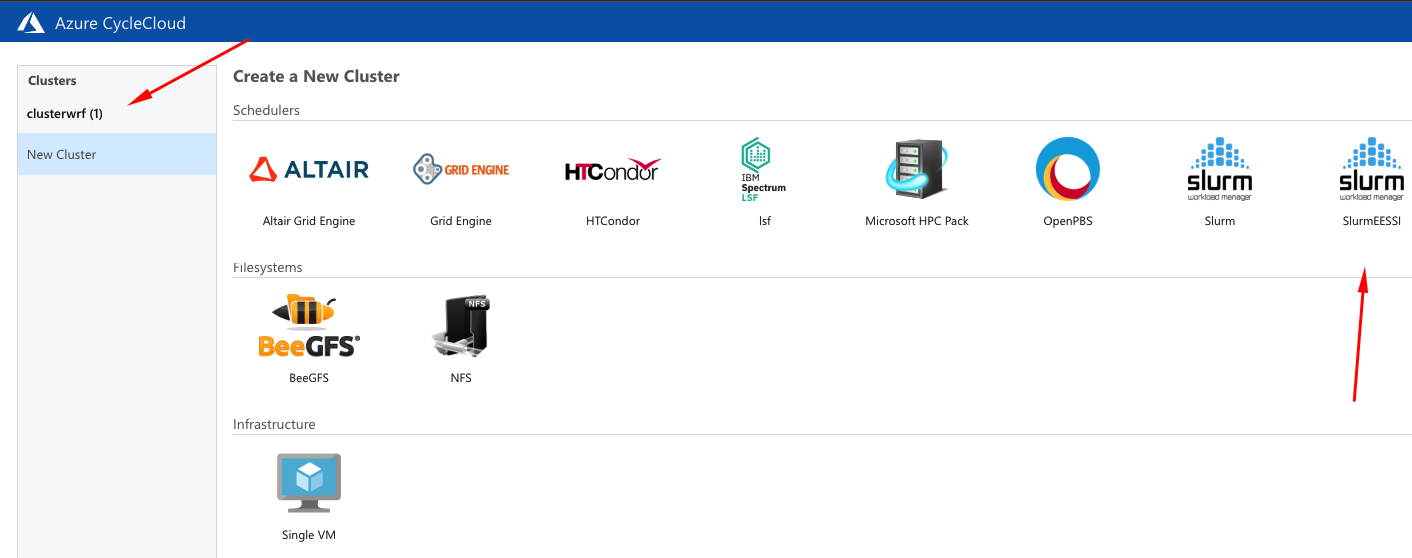 Azure CycleCloud
Clusters
clusterwrf (1)
New Cluster
Create a New Cluster
Schedulers
ALTAIR
GRID ENGINE
HTCondor
IBM
Spectrum
LSF
slurm
workload manager
slurm
workload manager
Altair Grid Engine
Grid Engine
HTCondor
lsf
Microsoft HPC Pack
OpenPBS
Slurm
SlurmEESSI
Filesystems
BeeGFS®
NFS
BeeGFS
NFS
Infrastructure
Single VM